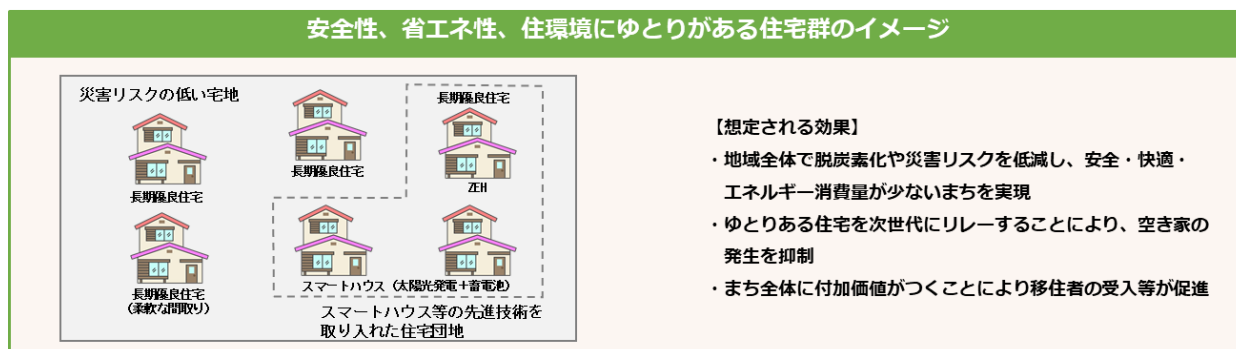 安全性、省エネ性、住環境にゆとりがある住宅群のイメージ
災害リスクの低い宅地
長期優良住宅
長期優良住宅
長期優良住宅
ZEH
長期優良住宅
(柔軟な間取り)
スマートハウス (太陽光発電+蓄電池)
スマートハウス等の先進技術を
取り入れた住宅団地
【想定される効果】
・地域全体で脱炭素化や災害リスクを低減し、安全・快適・
エネルギー消費量が少ないまちを実現
・ゆとりある住宅を次世代にリレーすることにより、空き家の
発生を抑制
・まち全体に付加価値がつくことにより移住者の受入等が促進